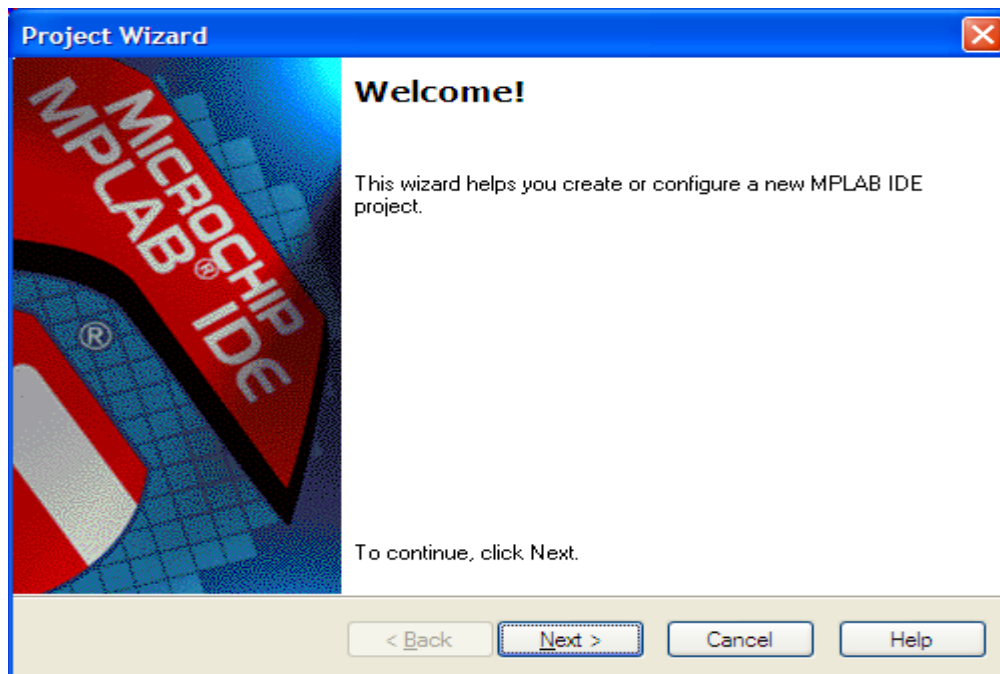 Project Wizard
MICROCHIP
MPLAB® IDE
®
Welcome!
This wizard helps you create or configure a new MPLAB IDE
project.
To continue, click Next.
< Back
Next >
Cancel
Help